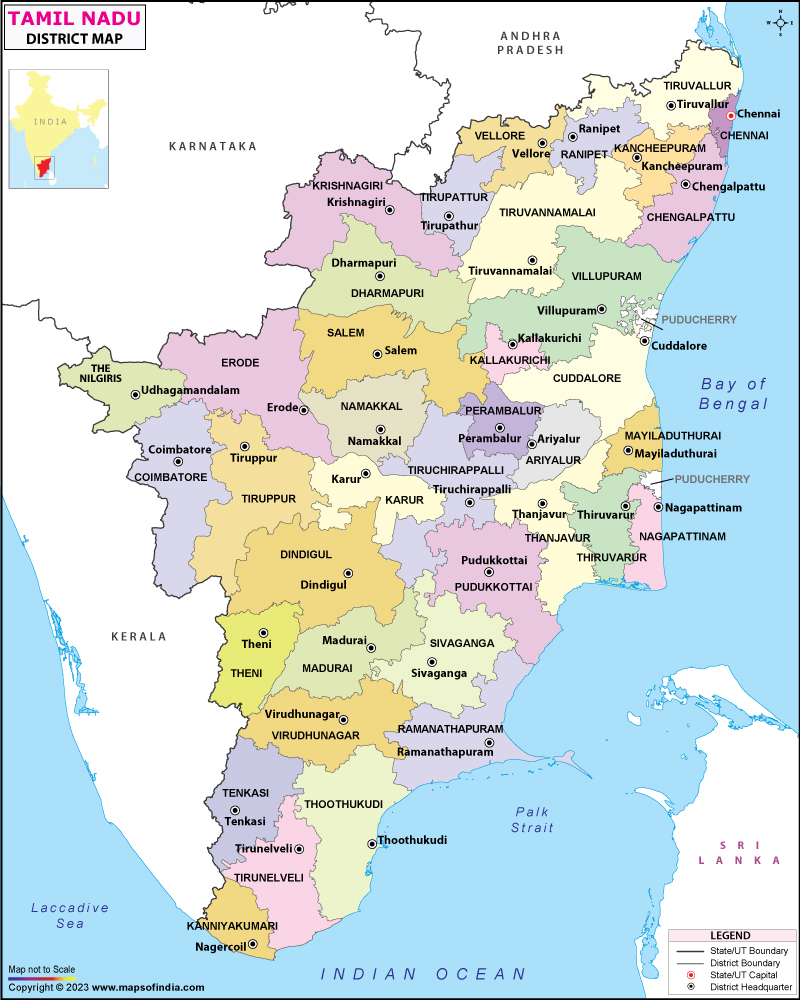 TAMIL NADU
DISTRICT MAP
ANDHRA
PRADESH
N
W
E
S
INDIA
KARNATAKA
TIRUVALLUR
Tiruvallur
Chennai
CHENNAI
VELLORE
Vellore
Ranipet
RANIPET
KANCHEEPURAM
Kancheepuram
Chengalpattu
CHENGALPATTU
KRISHNAGIRI
Krishnagiri
TIRUPATTUR
Tirupathur
TIRUVANNAMALAI
Tiruvannamalai
Dharmapuri
DHARMAPURI
VILLUPURAM
Villupuram
PUDUCHERRY
Kallakurichi
KALLAKURICHI
Cuddalore
CUDDALORE
SALEM
Salem
ERODE
Erode
THE
NILGIRIS
Udhagamandalam
Bay of
Bengal
NAMAKKAL
Namakkal
PERAMBALUR
Perambalur
Ariyalur
ARIYALUR
MAYILADUTHURAI
Mayiladuthurai
Coimbatore
COIMBATORE
Tiruppur
TIRUPPUR
Karur
KARUR
TIRUCHIRAPPALLI
Tiruchirappalli
PUDUCHERRY
Thanjavur
THANJAVUR
Thiruvarur
THIRUVARUR
Nagapattinam
NAGAPATTINAM
DINDIGUL
Dindigul
Pudukkottai
PUDUKKOTTAI
KERALA
Theni
THENI
Madurai
MADURAI
SIVAGANGA
Sivaganga
Virudhunagar
VIRUDHUNAGAR
RAMANATHAPURAM
Ramanathapuram
TENKASI
Tenkasi
THOOTHUKUDI
Thoothukudi
Palk
Strait
Tirunelveli
TIRUNELVELI
SRI
LANKA
Laccadive
Sea
KANNIYAKUMARI
Nagercoil
INDIAN OCEAN
LEGEND
State/UT Boundary
District Boundary
State/UT Capital
District Headquarter
Map not to Scale
Copyright © 2023 www.mapsofindia.com